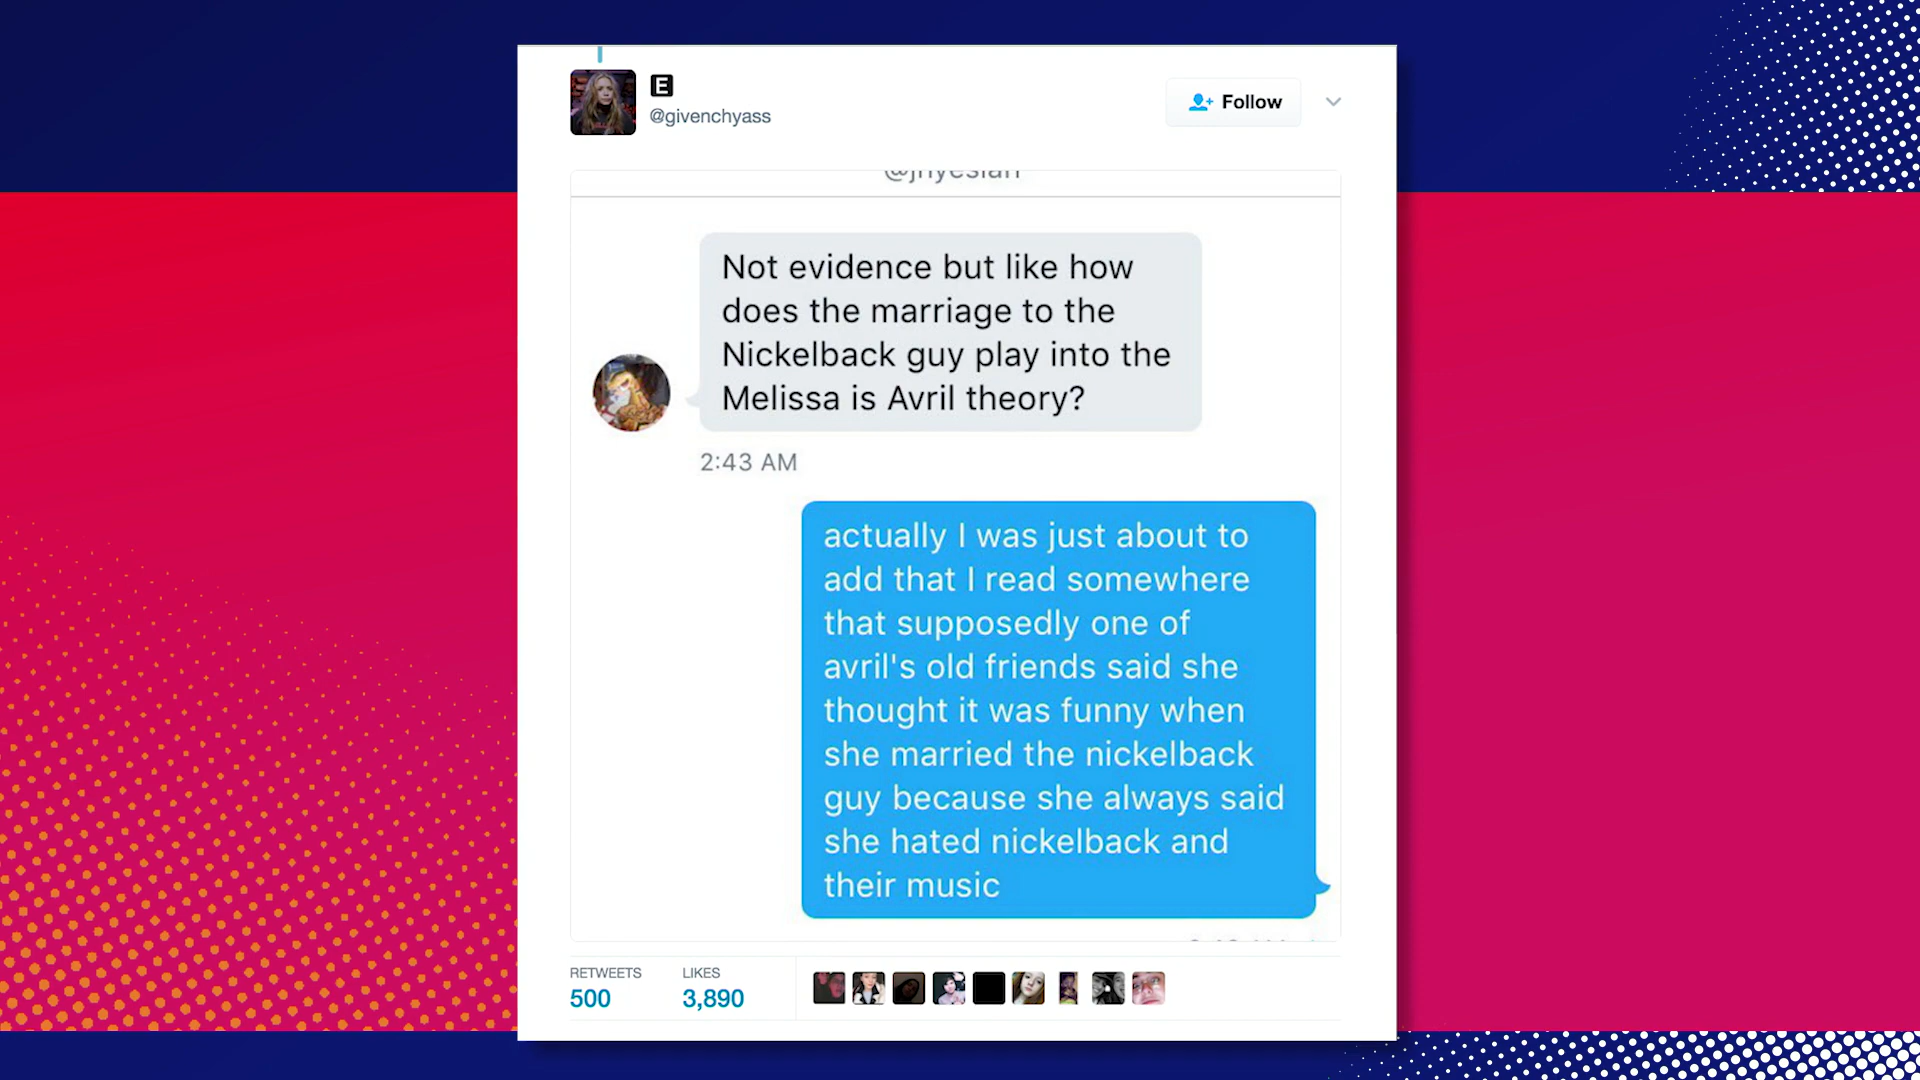 E
@givenchyass
Follow
Not evidence but like how
does the marriage to the
Nickelback guy play into the
Melissa is Avril theory?
2:43 AM
actually I was just about to
add that I read somewhere
that supposedly one of
avril's old friends said she
thought it was funny when
she married the nickelback
guy because she always said
she hated nickelback and
their music
RETWEETS
500
LIKES
3,890